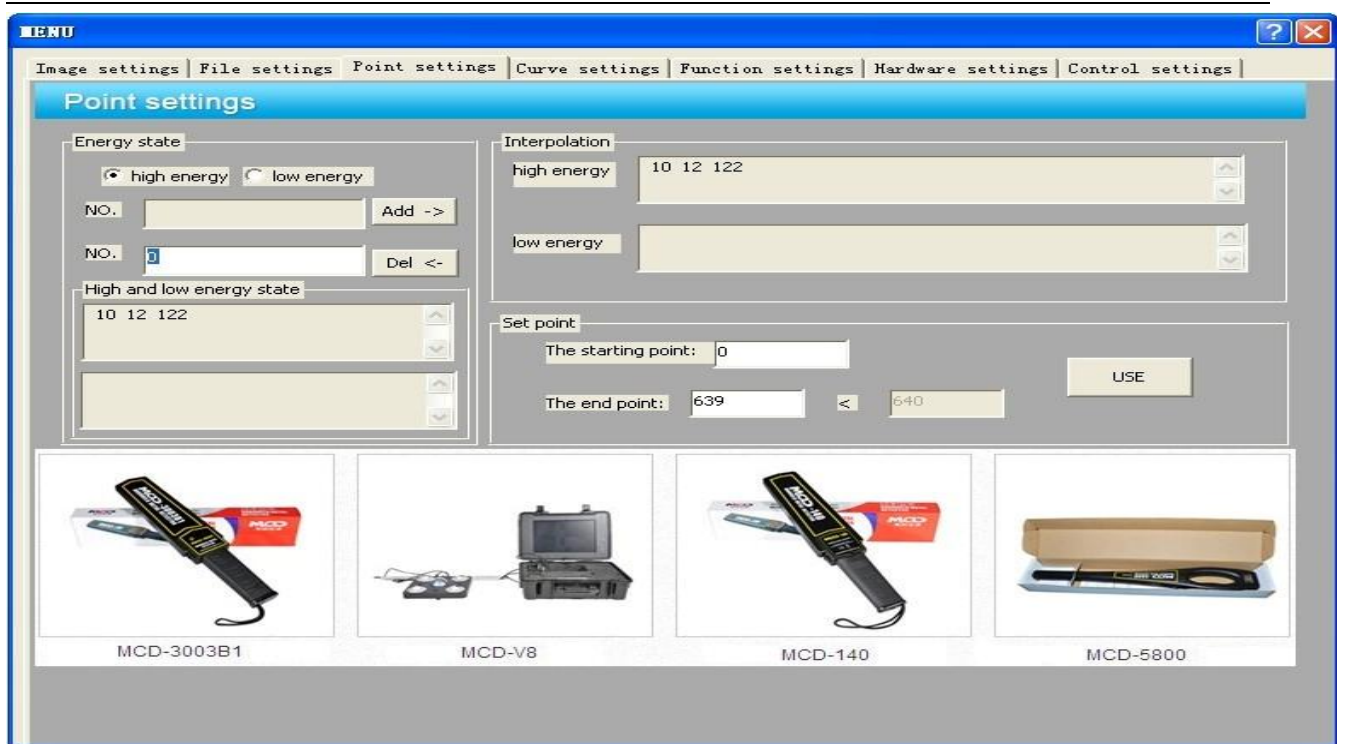 MENU
Image settings File settings Point settings Curve settings Function settings Hardware settings Control settings
Point settings
Energy state
high energy low energy
NO. Add ->
NO. 0 Del <-
High and low energy state
10 12 122
Interpolation
high energy 10 12 122
low energy
Set point
The starting point: 0
The end point: 639 < 640
USE
MCD-3003B1
MCD-V8
MCD-140
MCD-5800